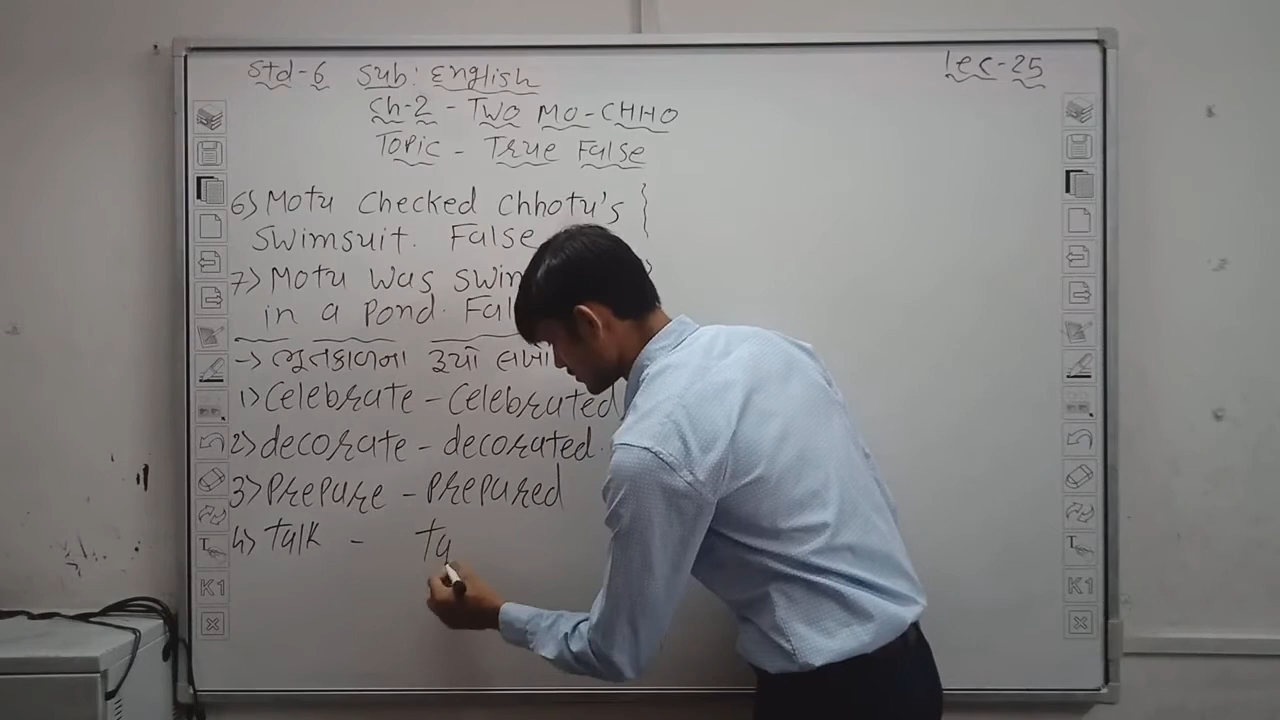 Std-6 Sub: English
lec-25
Ch-2 - Two Mo-CHHO
Topic - True False
6) Motu checked Chhotu's
swimsuit. False
7) Motu was swim
in a pond. Fal
→ ભૂતકાળના રૂપો લખો
1) Celebrate - Celebrated
2) decorate - decorated.
3) Prepare - Prepared
4) Talk - Ta
T
K1
T
K1